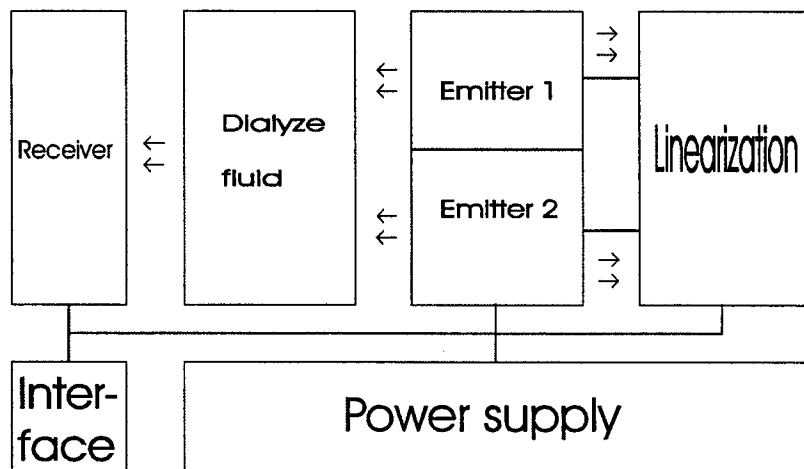 Receiver
Dialyze
fluid
Emitter 1
Emitter 2
Linearization
Inter-
face
Power supply